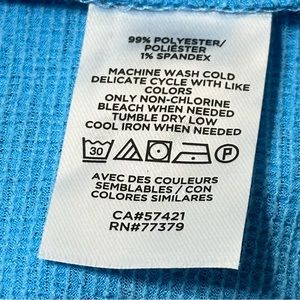 99% POLYESTER/
POLIÉSTER
1% SPANDEX
MACHINE WASH COLD
DELICATE CYCLE WITH LIKE
COLORS
ONLY NON-CHLORINE
BLEACH WHEN NEEDED
TUMBLE DRY LOW
COOL IRON WHEN NEEDED
30 P
AVEC DES COULEURS
SEMBLABLES / CON
COLORES SIMILARES
CA#57421
RN#77379